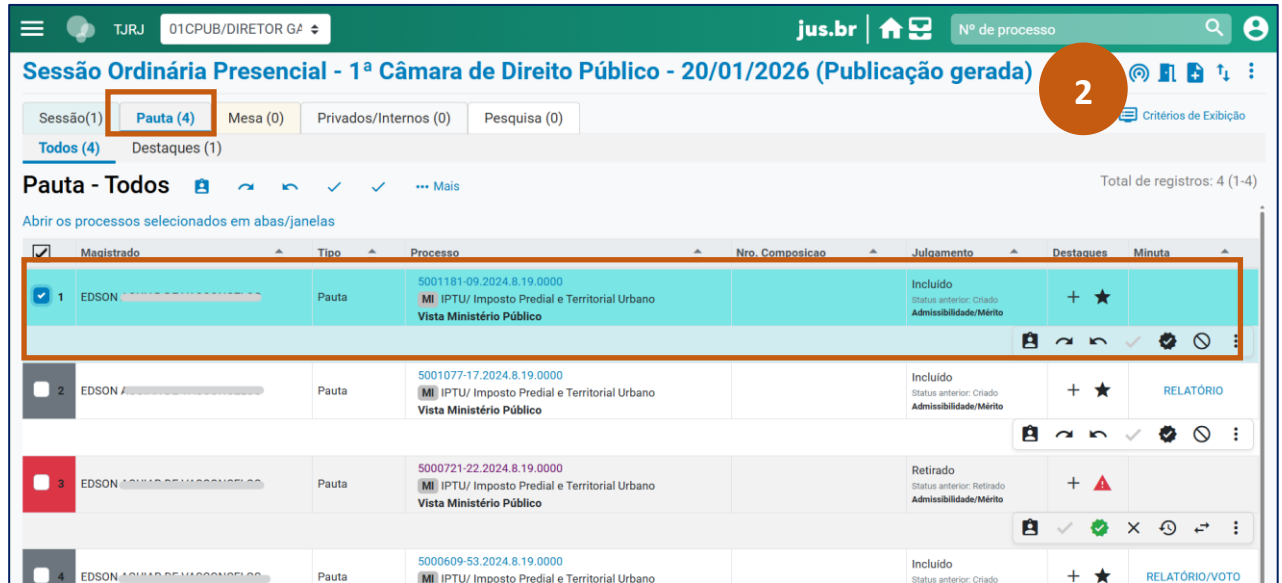 TJRJ 01CPUB/DIRETOR GA jus.br Nº de processo
Sessão Ordinária Presencial - 1ª Câmara de Direito Público - 20/01/2026 (Publicação gerada)
2
Sessão(1) Pauta (4) Mesa (0) Privados/Internos (0) Pesquisa (0) Critérios de Exibição
Todos (4) Destaques (1)
Pauta - Todos ••• Mais Total de registros: 4 (1-4)
Abrir os processos selecionados em abas/janelas
Magistrado Tipo Processo Nro. Composicao Julgamento Destaques Minuta
5001181-09.2024.8.19.0000 Incluído
1 EDSON Pauta MI IPTU/ Imposto Predial e Territorial Urbano Status anterior: Criado
Vista Ministério Público Admissibilidade/Mérito
5001077-17.2024.8.19.0000 Incluído
2 EDSON Pauta MI IPTU/ Imposto Predial e Territorial Urbano Status anterior: Criado RELATÓRIO
Vista Ministério Público Admissibilidade/Mérito
5000721-22.2024.8.19.0000 Retirado
3 EDSON Pauta MI IPTU/ Imposto Predial e Territorial Urbano Status anterior: Retirado
Vista Ministério Público Admissibilidade/Mérito
5000609-53.2024.8.19.0000 Incluído
4 EDSON Pauta MI IPTU/ Imposto Predial e Territorial Urbano Status anterior: Criado RELATÓRIO/VOTO